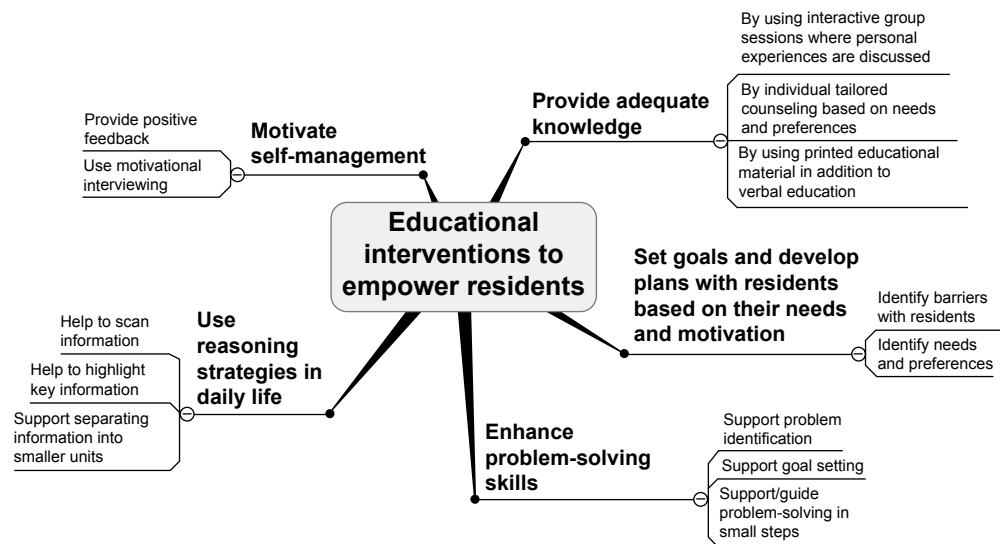 Educational
interventions to
empower residents
Provide adequate
knowledge
By using interactive group
sessions where personal
experiences are discussed
By individual tailored
counseling based on needs
and preferences
By using printed educational
material in addition to
verbal education
Set goals and develop
plans with residents
based on their needs
and motivation
Identify barriers
with residents
Identify needs
and preferences
Enhance
problem-solving
skills
Support problem
identification
Support goal setting
Support/guide
problem-solving in
small steps
Use
reasoning
strategies in
daily life
Help to scan
information
Help to highlight
key information
Support separating
information into
smaller units
Motivate
self-management
Provide positive
feedback
Use motivational
interviewing